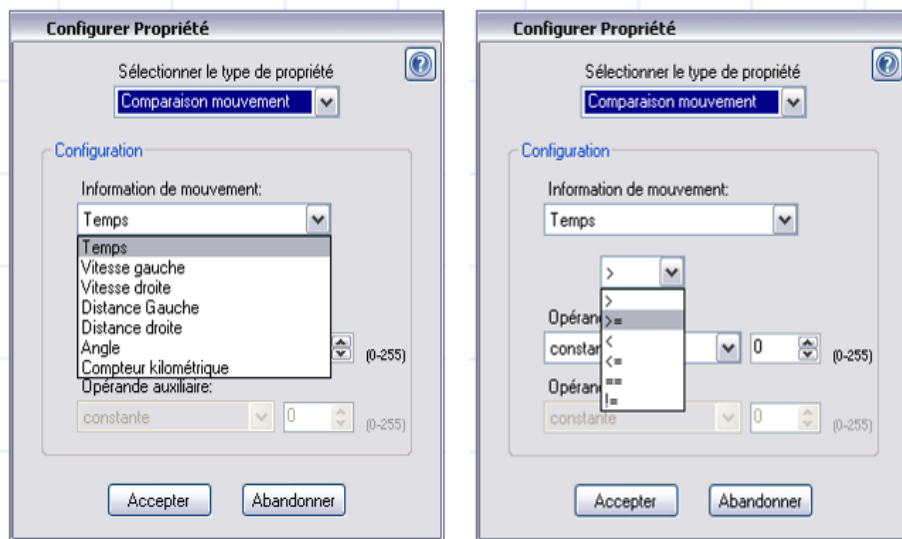 Configurer Propriété
Sélectionner le type de propriété
Comparaison mouvement
Configuration
Information de mouvement:
Temps
Temps
Vitesse gauche
Vitesse droite
Distance Gauche
Distance droite
Angle
Compteur kilométrique
(0-255)
Opérande auxiliaire:
constante 0 (0-255)
Accepter Abandonner
Configurer Propriété
Sélectionner le type de propriété
Comparaison mouvement
Configuration
Information de mouvement:
Temps
>
>
>=
<
<=
==
!=
Opéran
constan 0 (0-255)
Opéran
constante 0 (0-255)
Accepter Abandonner